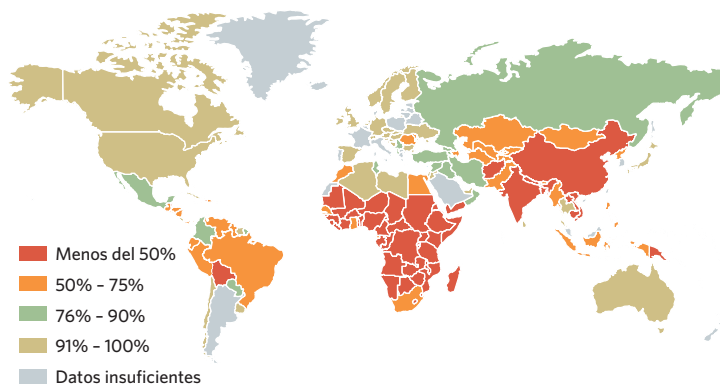 Menos del 50%
50% – 75%
76% – 90%
91% – 100%
Datos insuficientes